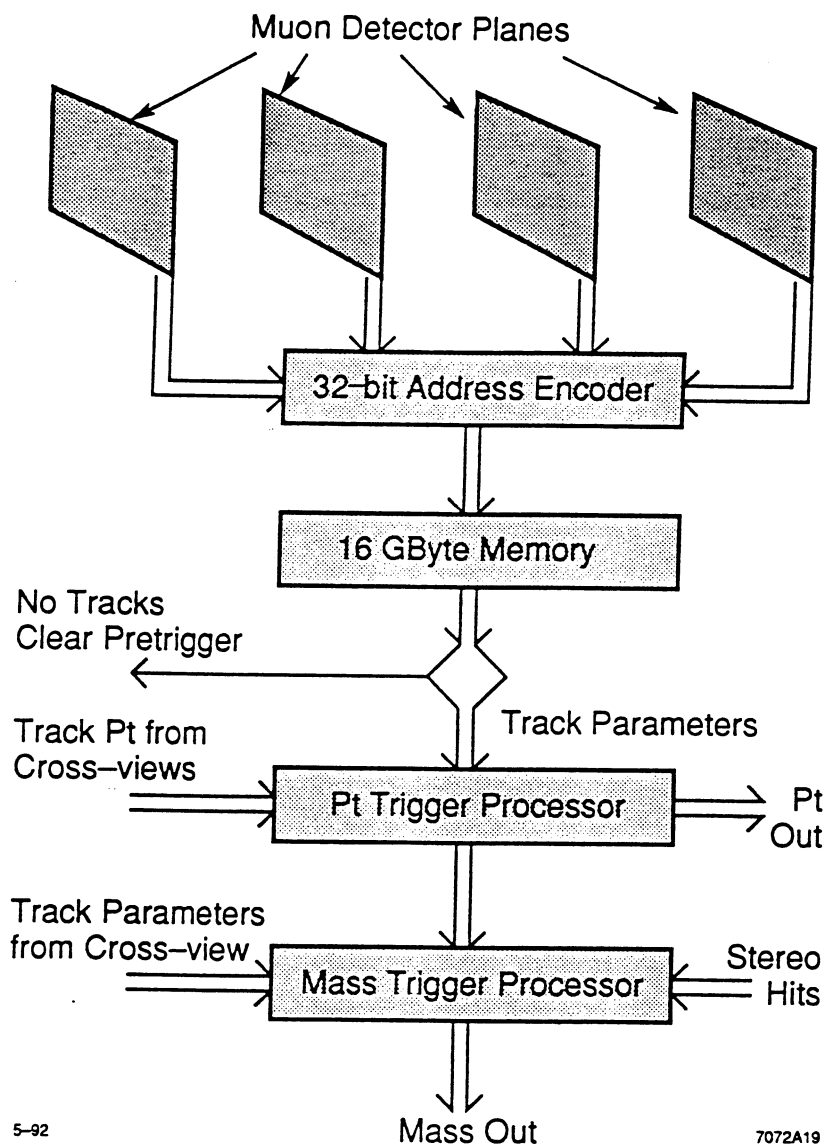 Muon Detector Planes
32-bit Address Encoder
16 GByte Memory
No Tracks
Clear Pretrigger
Track Parameters
Track Pt from
Cross-views
Pt Trigger Processor
Pt
Out
Track Parameters
from Cross-view
Mass Trigger Processor
Stereo
Hits
Mass Out
5-92
7072A19